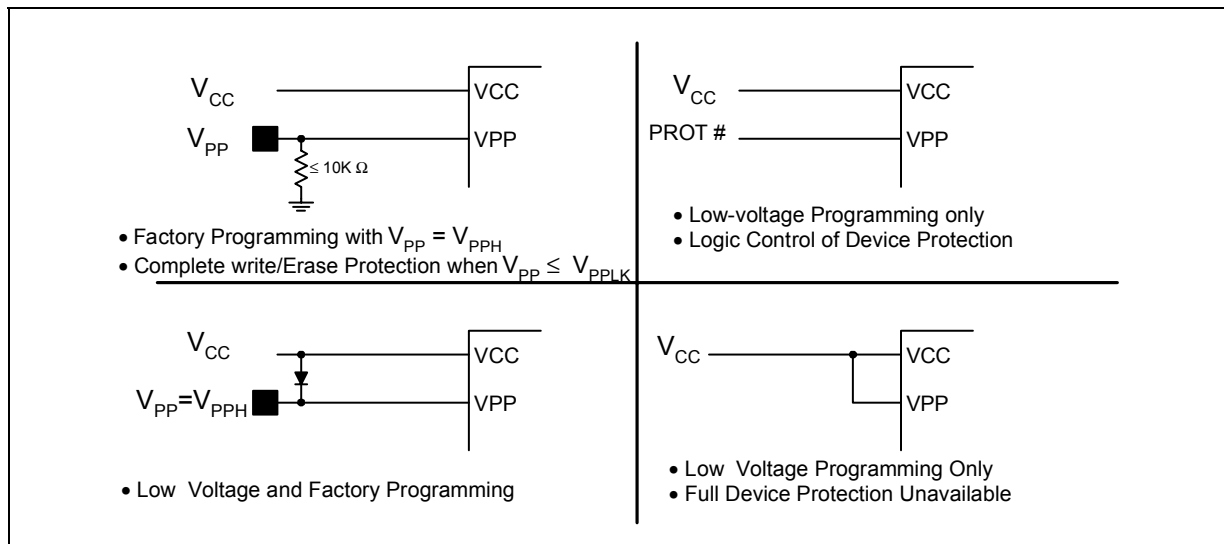 V_CC
VCC
V_PP
VPP
≤ 10K Ω
• Factory Programming with V_PP = V_PPH
• Complete write/Erase Protection when V_PP ≤ V_PPLK
V_CC
VCC
PROT #
VPP
• Low-voltage Programming only
• Logic Control of Device Protection
V_CC
VCC
V_PP=V_PPH
VPP
• Low Voltage and Factory Programming
V_CC
VCC
VPP
• Low Voltage Programming Only
• Full Device Protection Unavailable